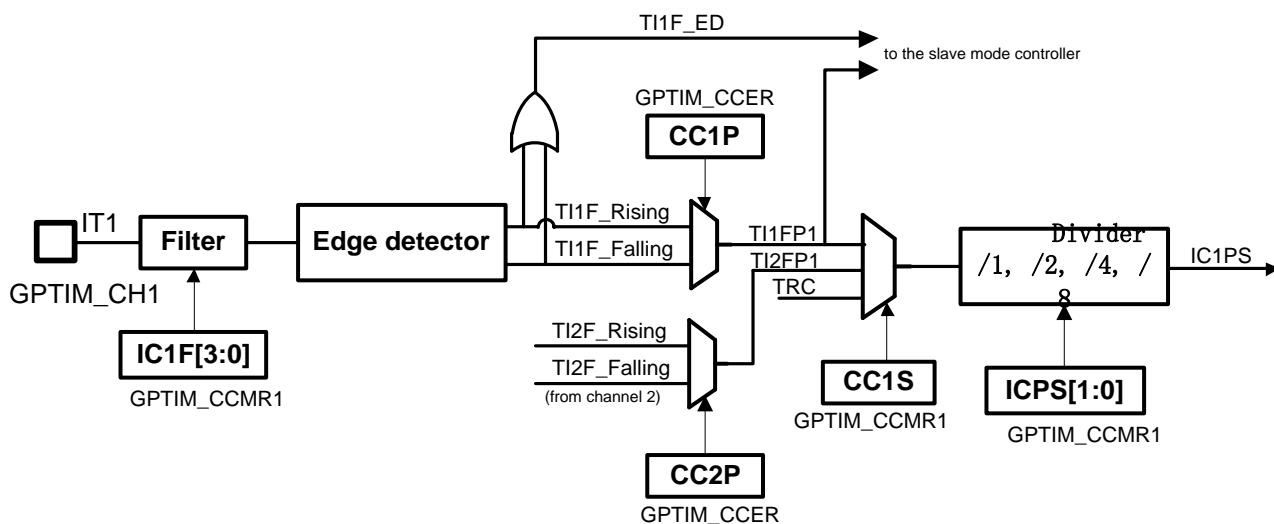 TI1F_ED
to the slave mode controller
GPTIM_CCER
CC1P
IT1
Filter
Edge detector
TI1F_Rising
TI1F_Falling
TI1FP1
TI2FP1
TRC
Divider
/1, /2, /4, /
8
IC1PS
GPTIM_CH1
IC1F[3:0]
GPTIM_CCMR1
TI2F_Rising
TI2F_Falling
(from channel 2)
CC1S
GPTIM_CCMR1
ICPS[1:0]
GPTIM_CCMR1
CC2P
GPTIM_CCER